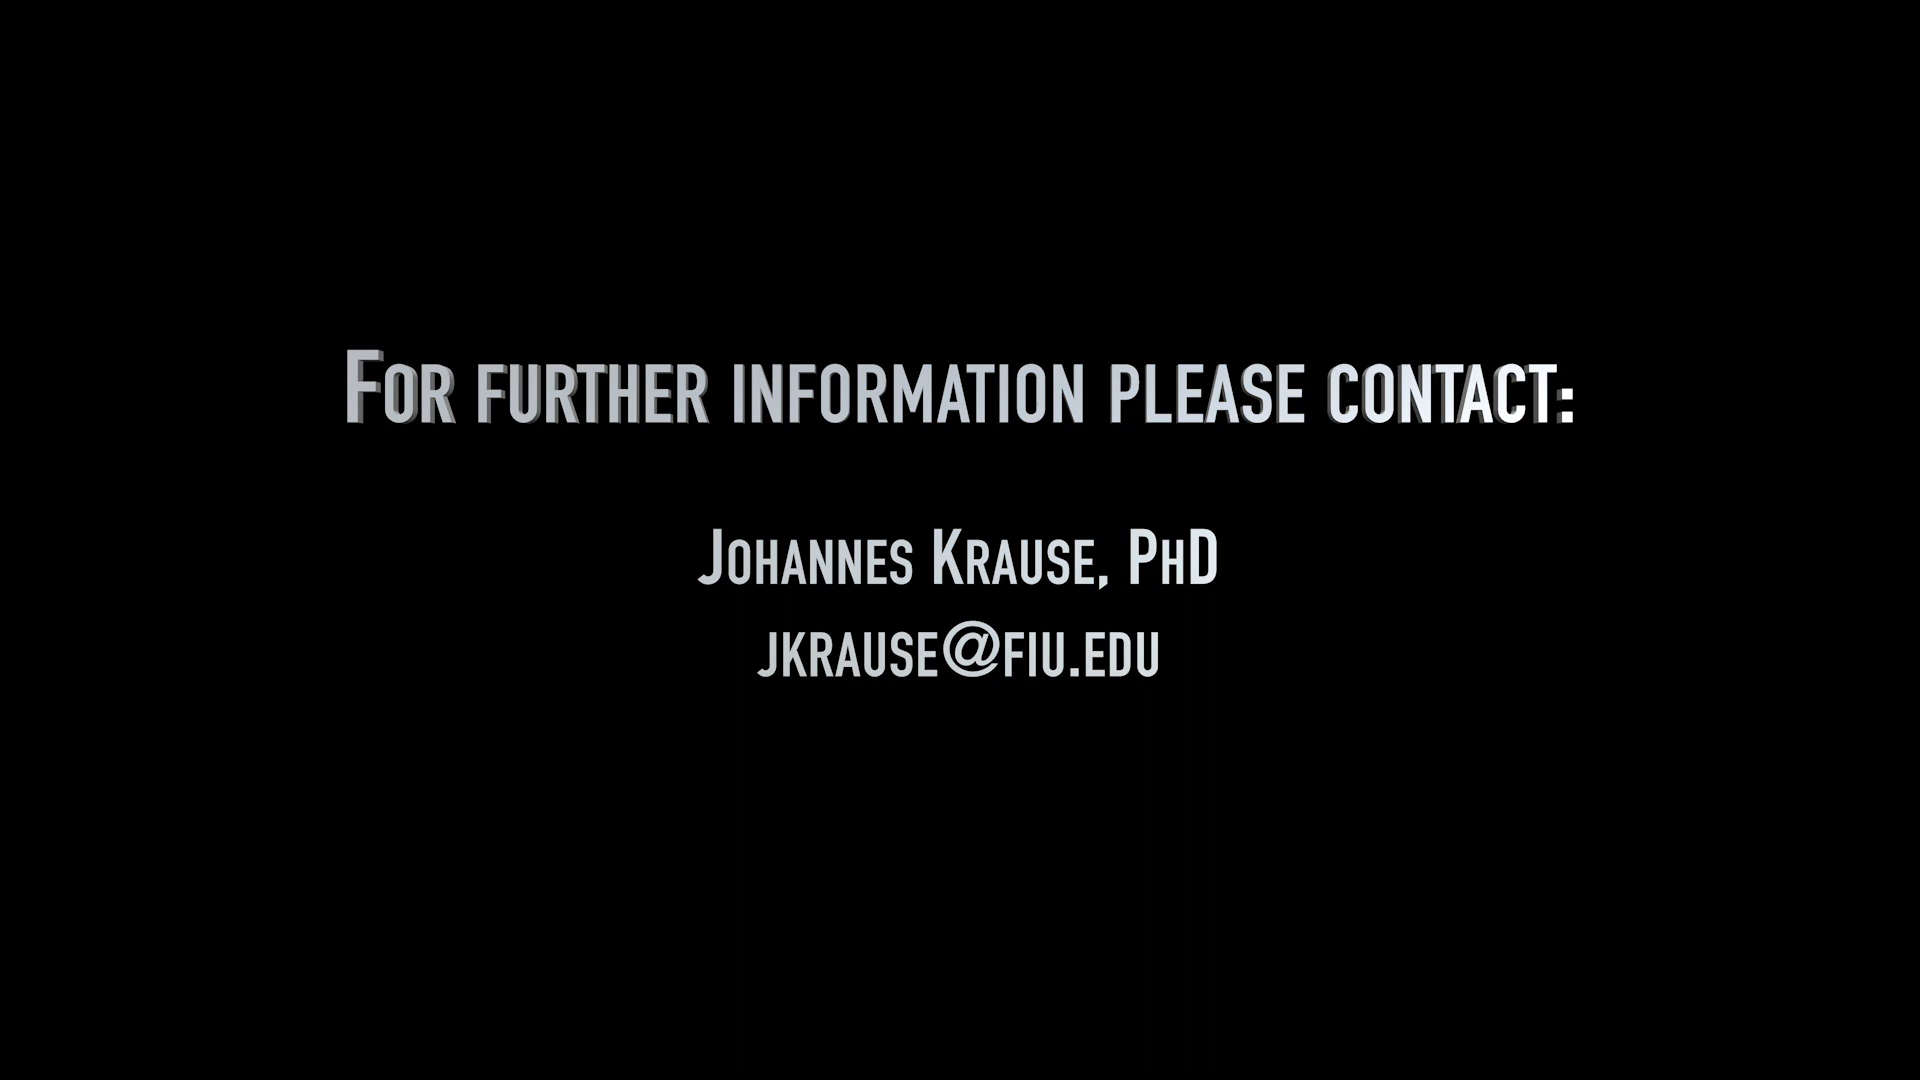 For further information please contact:
Johannes Krause, PhD
jkrause@fiu.edu